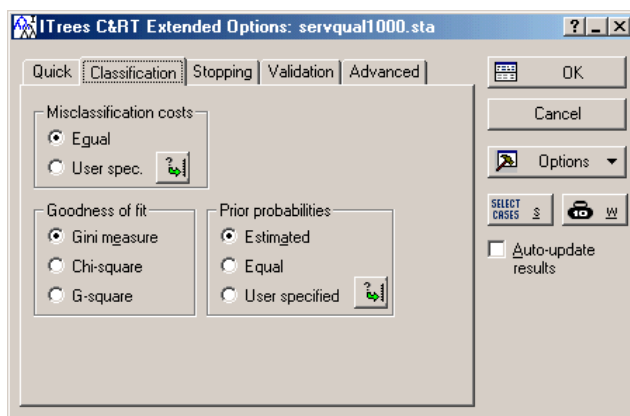 ITrees C&RT Extended Options: servqual1000.sta
Quick Classification Stopping Validation Advanced
OK
Misclassification costs
Equal
User spec.
Cancel
Options
Goodness of fit
Gini measure
Chi-square
G-square
Prior probabilities
Estimated
Equal
User specified
SELECT CASES S
10 W
Auto-update results